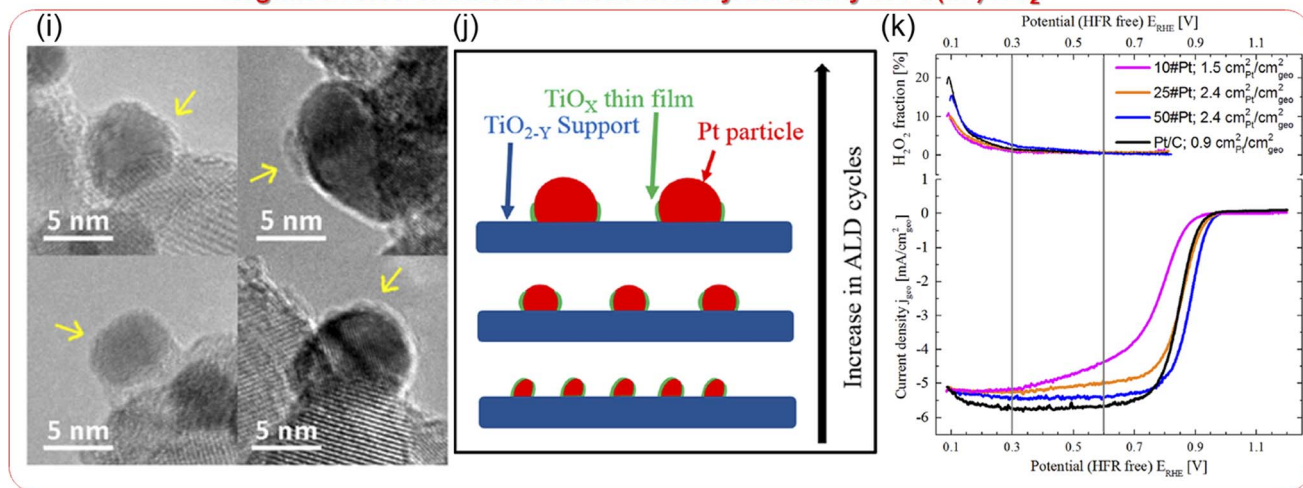 (i)
5 nm
5 nm
5 nm
5 nm
(j)
TiOX thin film
TiO2-Y Support
Pt particle
Increase in ALD cycles
(k)
Potential (HFR free) ERHE [V]
0.1 0.3 0.5 0.7 0.9 1.1
H2O2 fraction [%]
20
10
0
10#Pt; 1.5 cm²Pt/cm²geo
25#Pt; 2.4 cm²Pt/cm²geo
50#Pt; 2.4 cm²Pt/cm²geo
Pt/C; 0.9 cm²Pt/cm²geo
Current density jgeo [mA/cm²geo]
0
-1
-2
-3
-4
-5
-6
0.1 0.3 0.5 0.7 0.9 1.1
Potential (HFR free) ERHE [V]